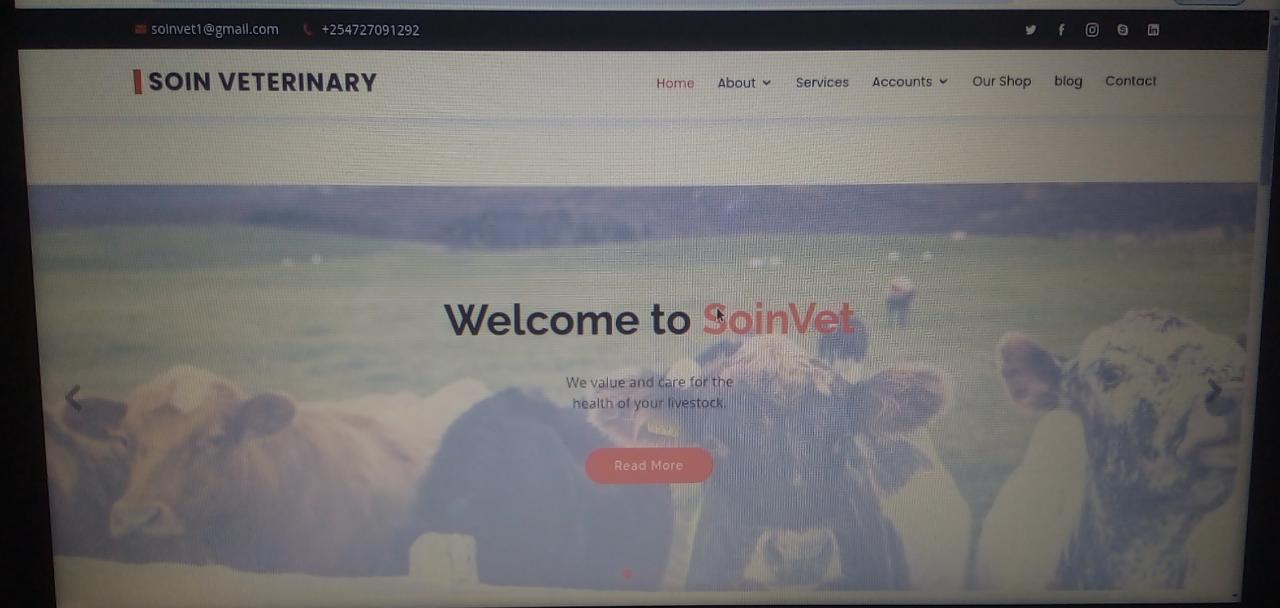 soinvet1@gmail.com +254727091292
SOIN VETERINARY
Home About Services Accounts Our Shop blog Contact
Welcome to SoinVet
We value and care for the
health of your livestock.
Read More